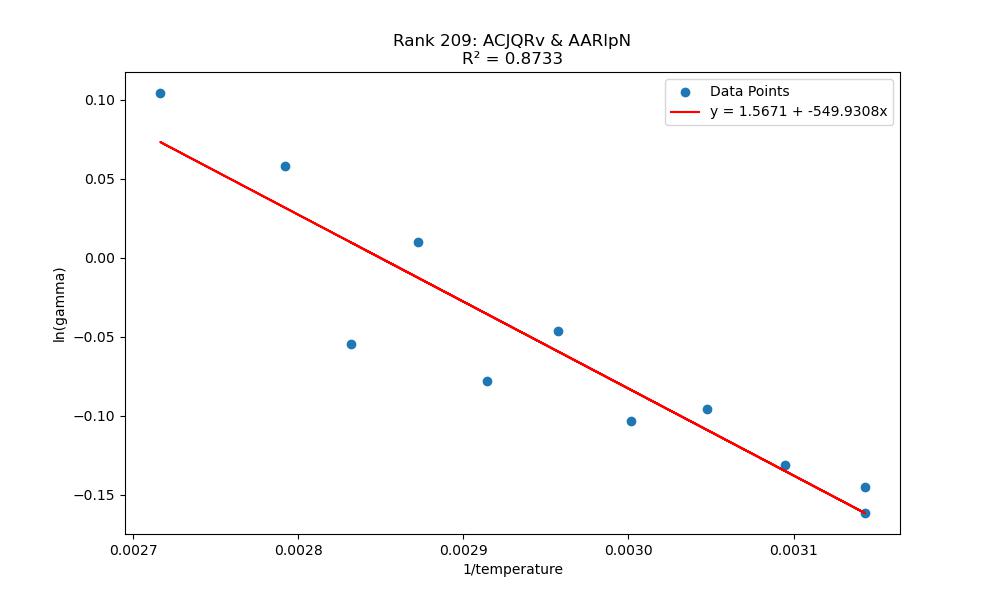 Rank 209: ACJQRv & AARlpN
R² = 0.8733
Data Points
y = 1.5671 + -549.9308x
ln(gamma)
0.10
0.05
0.00
−0.05
−0.10
−0.15
0.0027
0.0028
0.0029
0.0030
0.0031
1/temperature